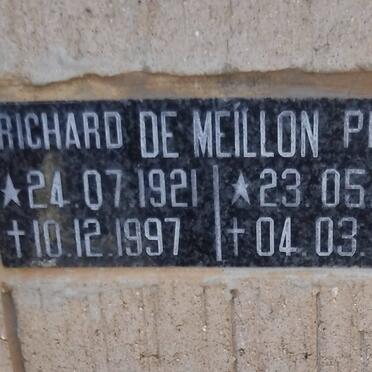 RICHARD DE MEILLON
★24.07.1921 | ★23.05.
†10.12.1997 | †04.03.